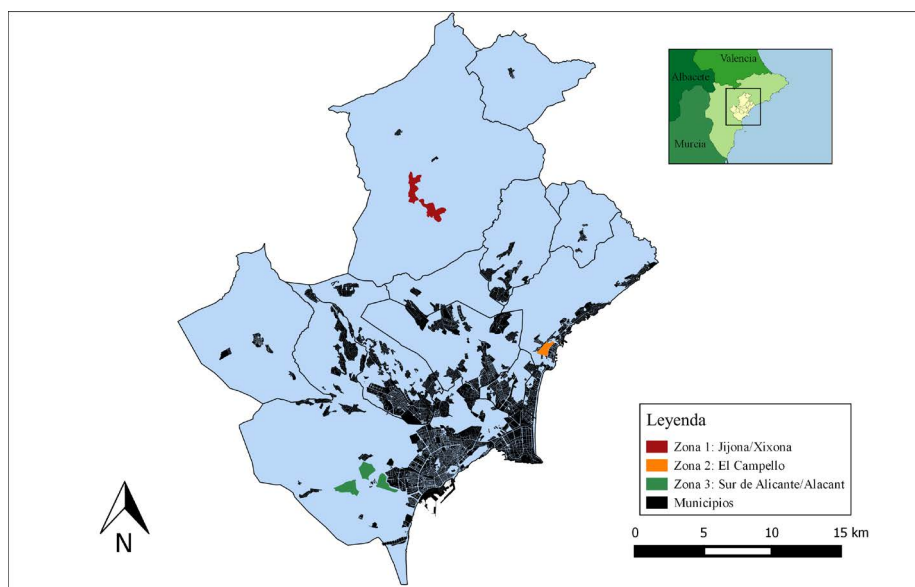 Valencia
Albacete
Murcia
Leyenda
Zona 1: Jijona/Xixona
Zona 2: El Campello
Zona 3: Sur de Alicante/Alacant
Municipios
0 5 10 15 km
N